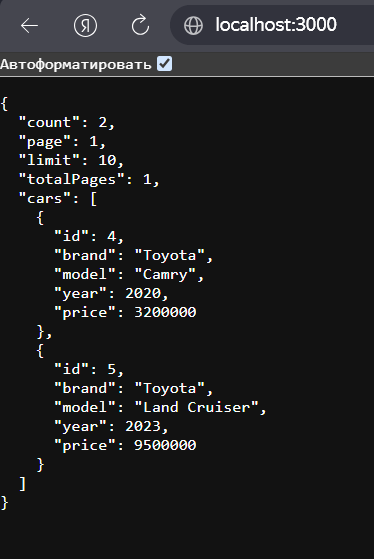 Я
localhost:3000
Автоформатировать
{
  "count": 2,
  "page": 1,
  "limit": 10,
  "totalPages": 1,
  "cars": [
    {
      "id": 4,
      "brand": "Toyota",
      "model": "Camry",
      "year": 2020,
      "price": 3200000
    },
    {
      "id": 5,
      "brand": "Toyota",
      "model": "Land Cruiser",
      "year": 2023,
      "price": 9500000
    }
  ]
}